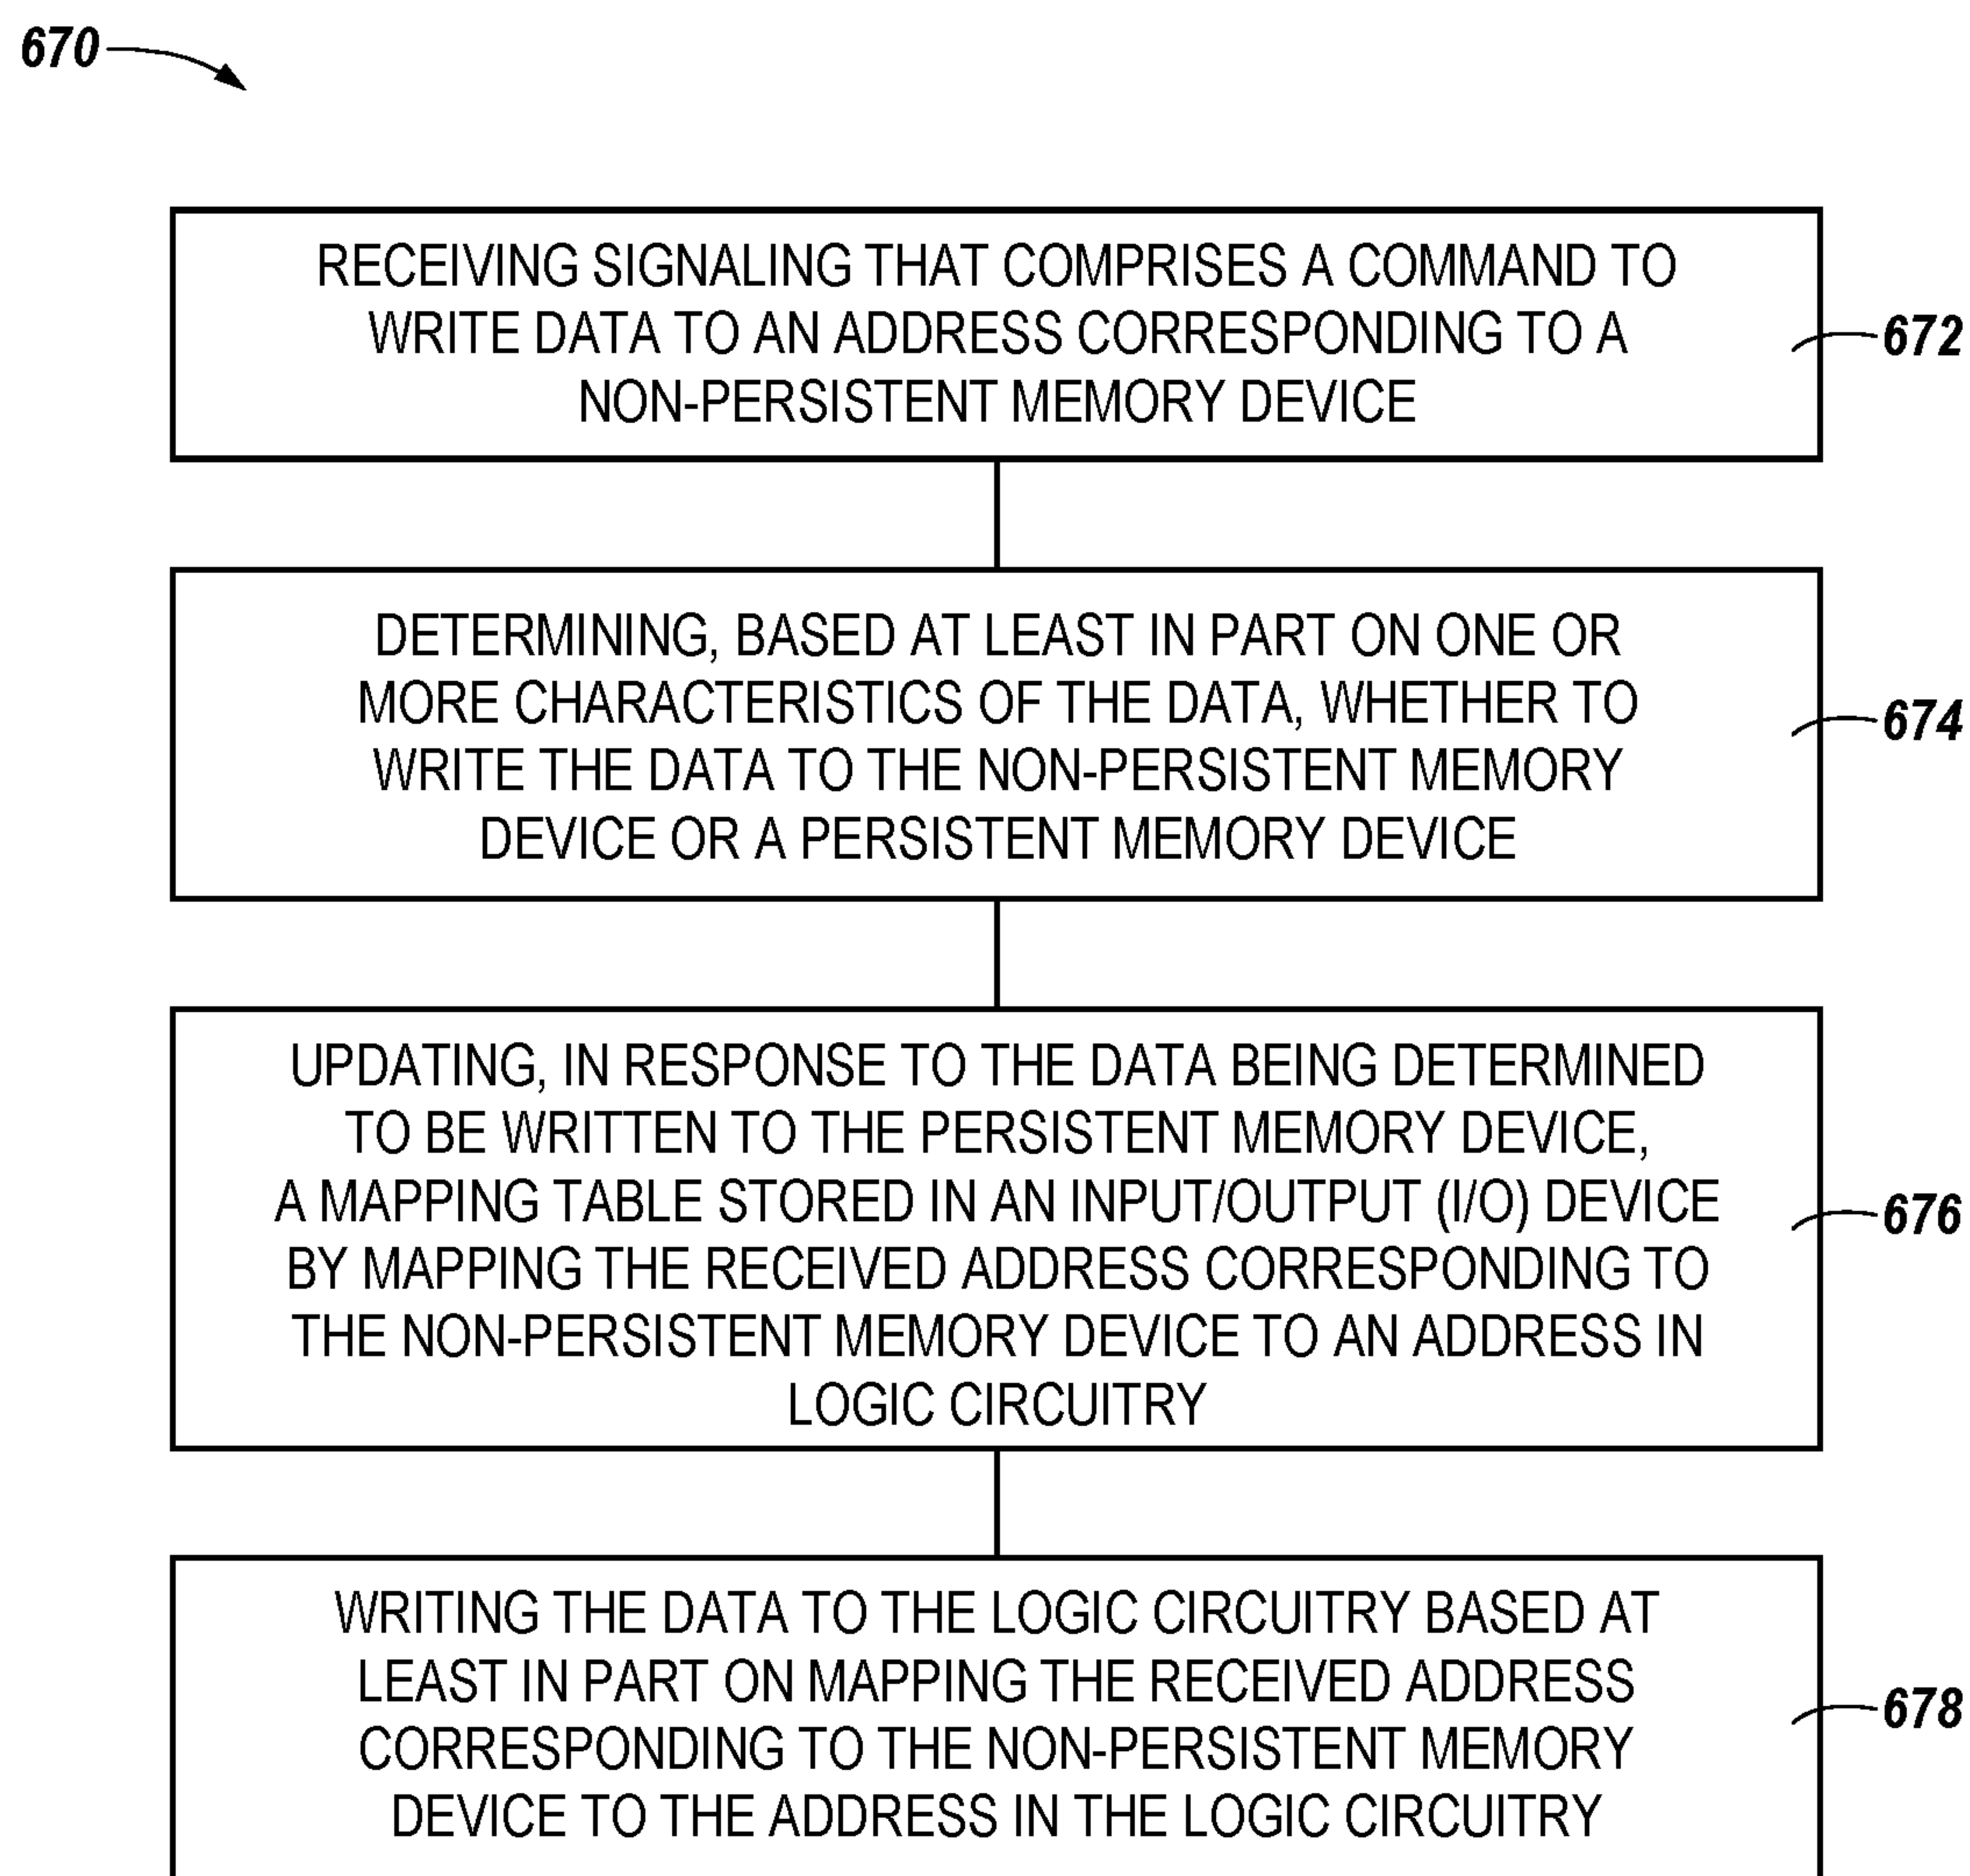 670
RECEIVING SIGNALING THAT COMPRISES A COMMAND TO
WRITE DATA TO AN ADDRESS CORRESPONDING TO A
NON-PERSISTENT MEMORY DEVICE
672
DETERMINING, BASED AT LEAST IN PART ON ONE OR
MORE CHARACTERISTICS OF THE DATA, WHETHER TO
WRITE THE DATA TO THE NON-PERSISTENT MEMORY
DEVICE OR A PERSISTENT MEMORY DEVICE
674
UPDATING, IN RESPONSE TO THE DATA BEING DETERMINED
TO BE WRITTEN TO THE PERSISTENT MEMORY DEVICE,
A MAPPING TABLE STORED IN AN INPUT/OUTPUT (I/O) DEVICE
BY MAPPING THE RECEIVED ADDRESS CORRESPONDING TO
THE NON-PERSISTENT MEMORY DEVICE TO AN ADDRESS IN
LOGIC CIRCUITRY
676
WRITING THE DATA TO THE LOGIC CIRCUITRY BASED AT
LEAST IN PART ON MAPPING THE RECEIVED ADDRESS
CORRESPONDING TO THE NON-PERSISTENT MEMORY
DEVICE TO THE ADDRESS IN THE LOGIC CIRCUITRY
678